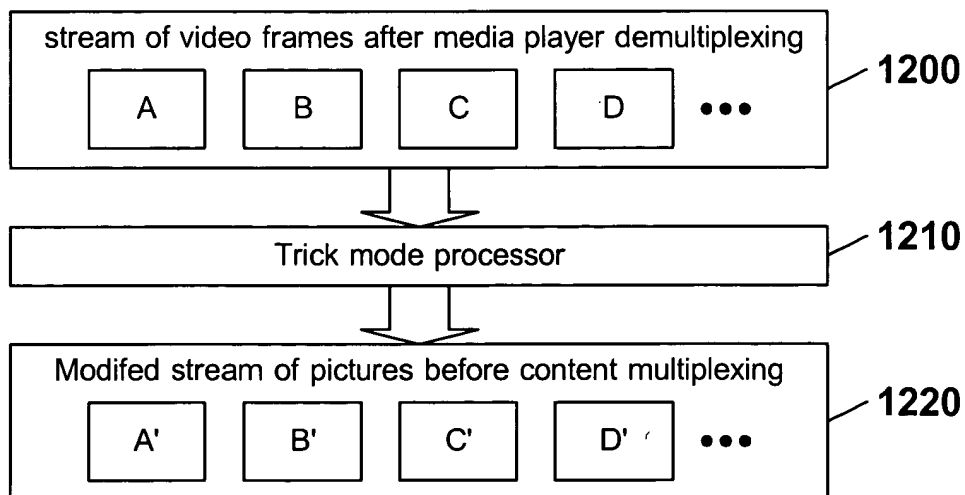 stream of video frames after media player demultiplexing
1200
A B C D •••
Trick mode processor
1210
Modifed stream of pictures before content multiplexing
1220
A' B' C' D' •••